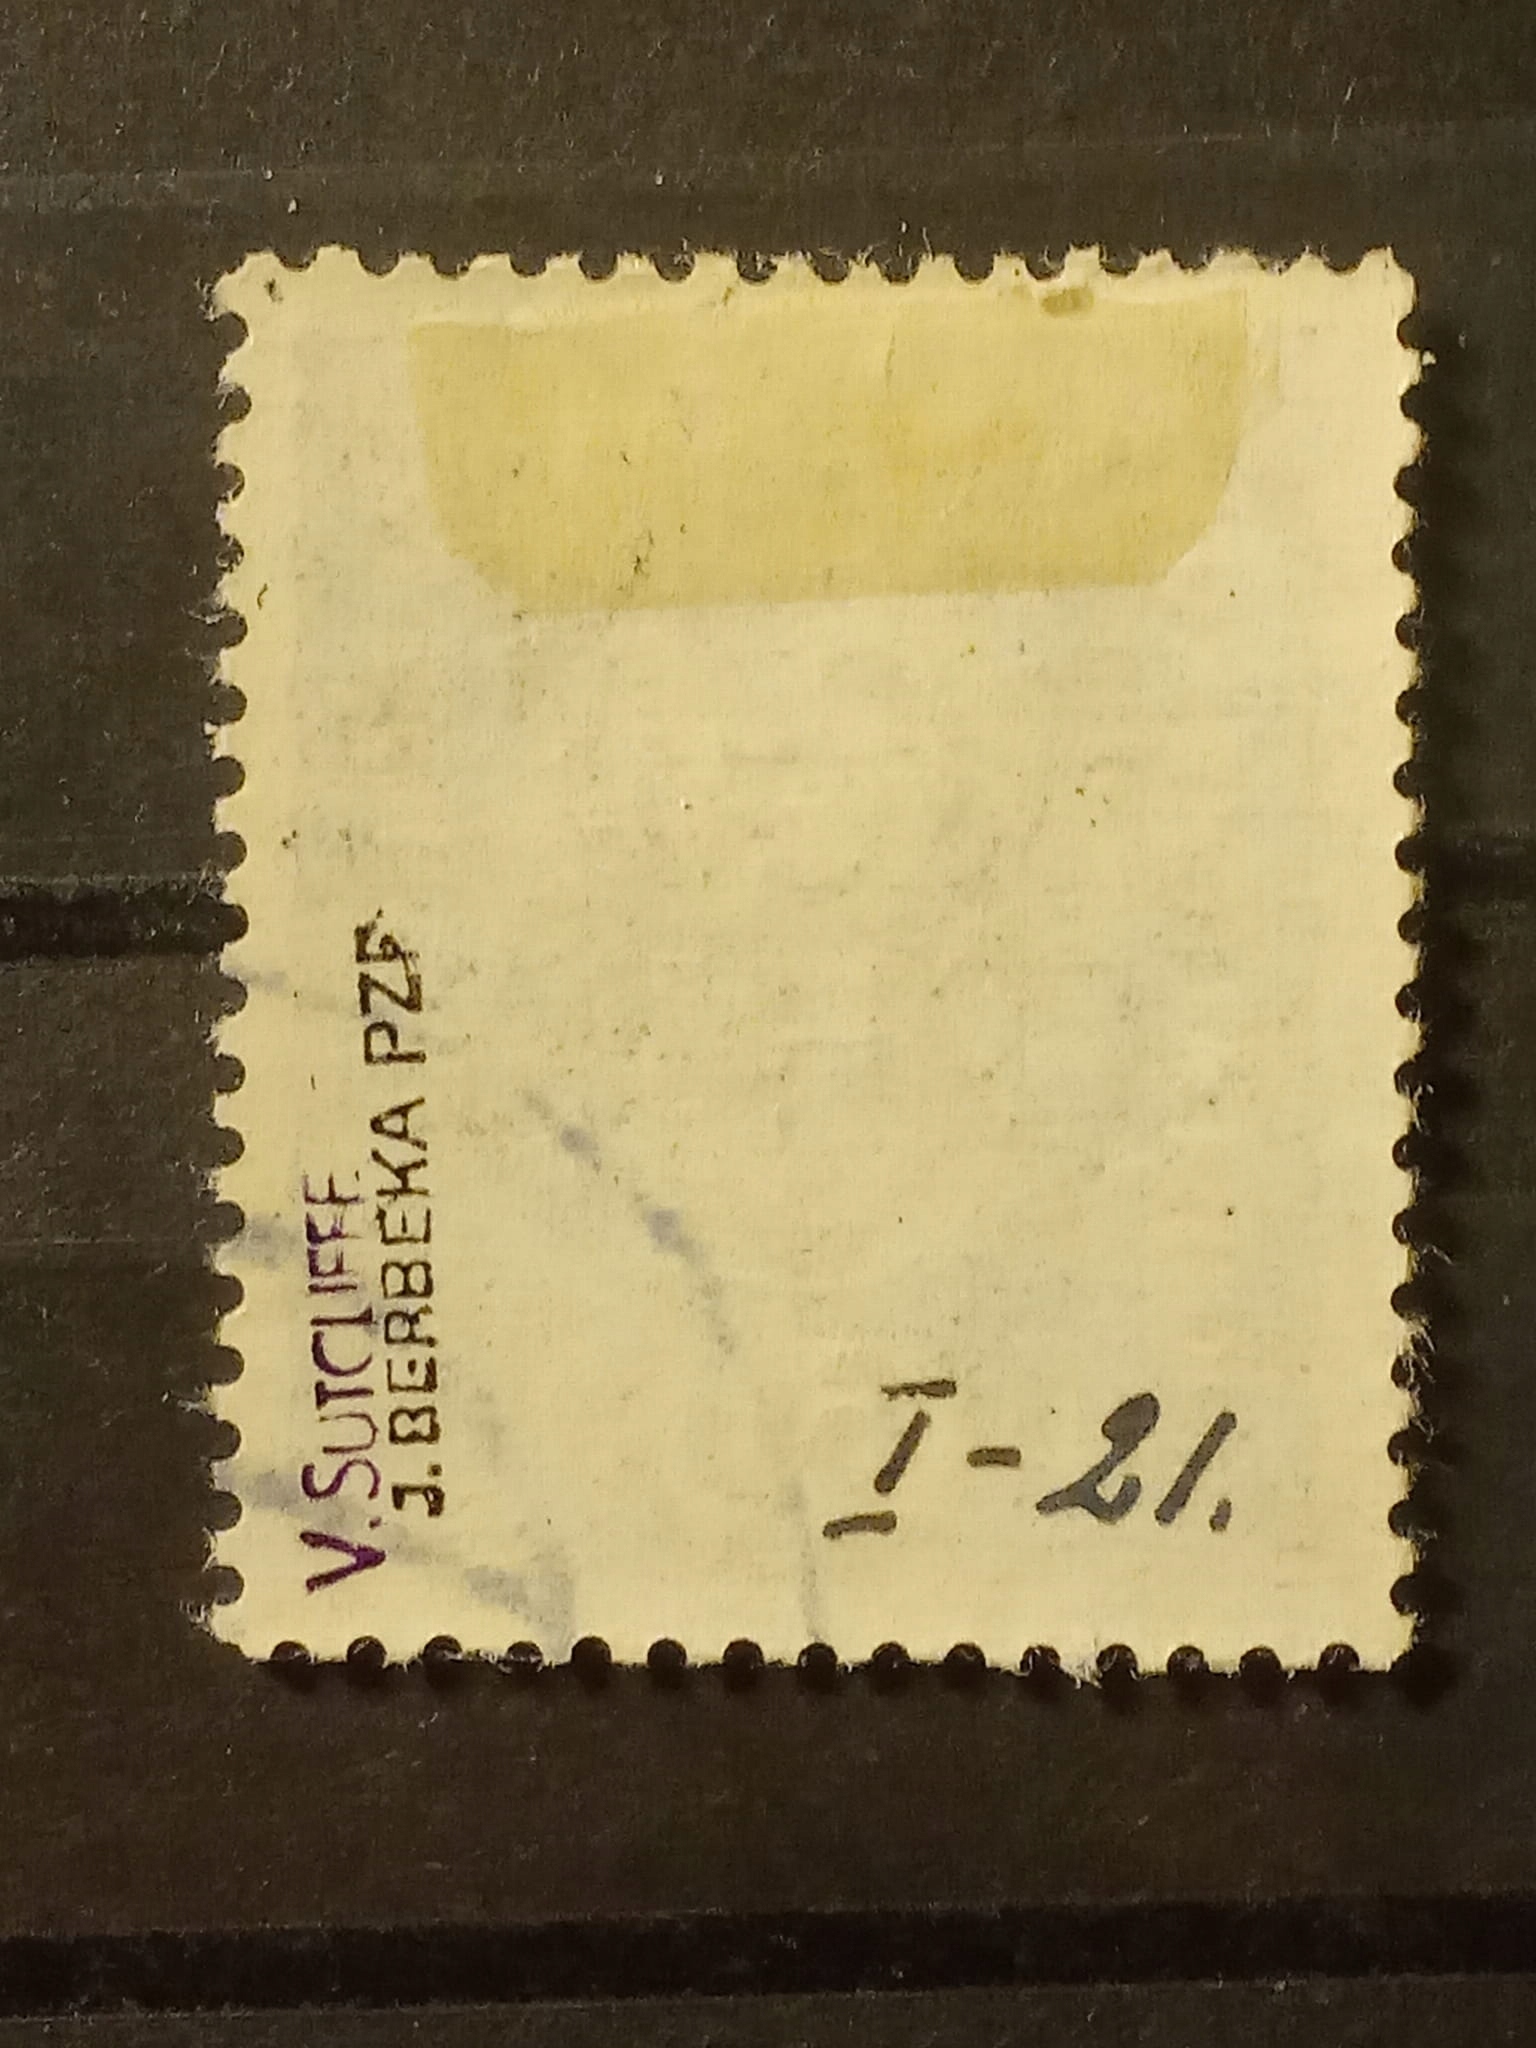 V. SUTCLIFFE
J. BERBEKA PZF
I - 21.